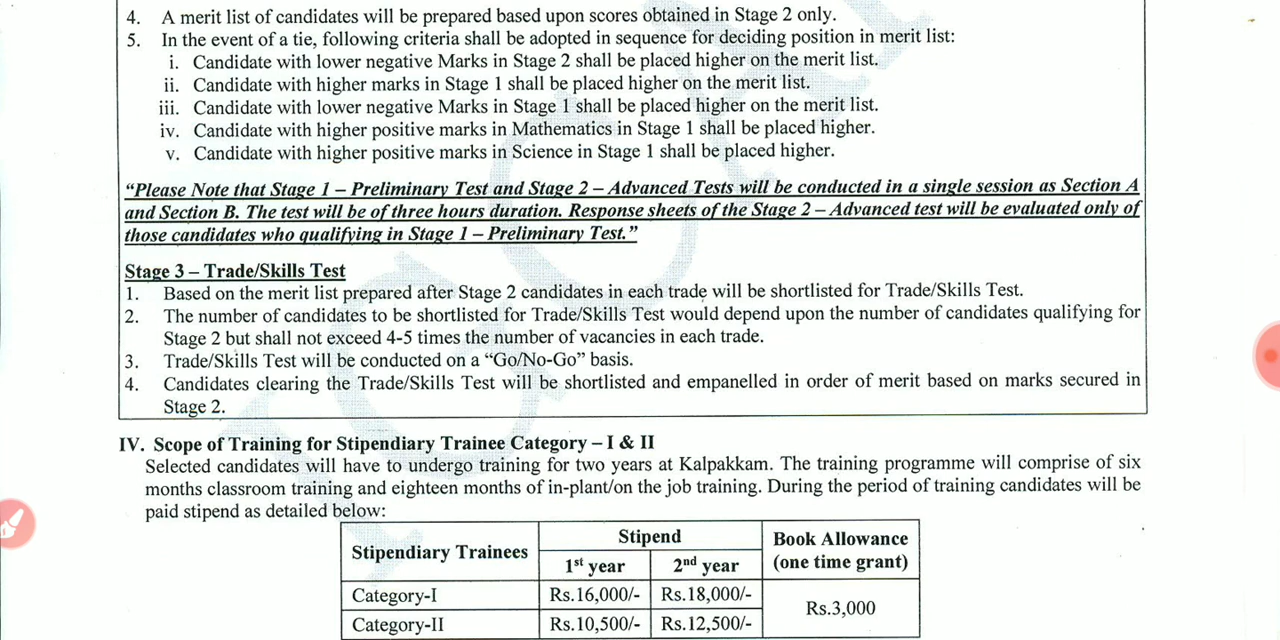 4. A merit list of candidates will be prepared based upon scores obtained in Stage 2 only.
5. In the event of a tie, following criteria shall be adopted in sequence for deciding position in merit list:
i. Candidate with lower negative Marks in Stage 2 shall be placed higher on the merit list.
ii. Candidate with higher marks in Stage 1 shall be placed higher on the merit list.
iii. Candidate with lower negative Marks in Stage 1 shall be placed higher on the merit list.
iv. Candidate with higher positive marks in Mathematics in Stage 1 shall be placed higher.
v. Candidate with higher positive marks in Science in Stage 1 shall be placed higher.
“Please Note that Stage 1 – Preliminary Test and Stage 2 – Advanced Tests will be conducted in a single session as Section A
and Section B. The test will be of three hours duration. Response sheets of the Stage 2 – Advanced test will be evaluated only of
those candidates who qualifying in Stage 1 – Preliminary Test.”
Stage 3 – Trade/Skills Test
1. Based on the merit list prepared after Stage 2 candidates in each trade will be shortlisted for Trade/Skills Test.
2. The number of candidates to be shortlisted for Trade/Skills Test would depend upon the number of candidates qualifying for
Stage 2 but shall not exceed 4-5 times the number of vacancies in each trade.
3. Trade/Skills Test will be conducted on a “Go/No-Go” basis.
4. Candidates clearing the Trade/Skills Test will be shortlisted and empanelled in order of merit based on marks secured in
Stage 2.
IV. Scope of Training for Stipendiary Trainee Category – I & II
Selected candidates will have to undergo training for two years at Kalpakkam. The training programme will comprise of six
months classroom training and eighteen months of in-plant/on the job training. During the period of training candidates will be
paid stipend as detailed below:
Stipendiary Trainees Stipend Book Allowance
1st year 2nd year (one time grant)
Category-I Rs.16,000/- Rs.18,000/- Rs.3,000
Category-II Rs.10,500/- Rs.12,500/-